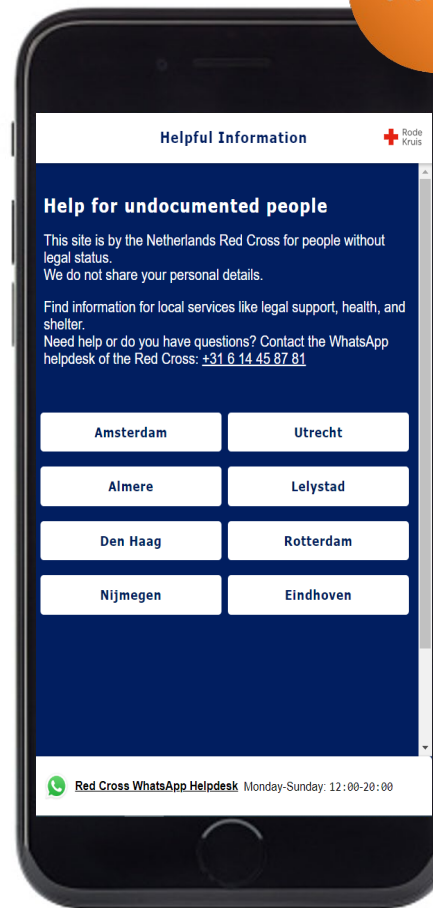 Helpful Information
Rode
Kruis
Help for undocumented people
This site is by the Netherlands Red Cross for people without
legal status.
We do not share your personal details.
Find information for local services like legal support, health, and
shelter.
Need help or do you have questions? Contact the WhatsApp
helpdesk of the Red Cross: +31 6 14 45 87 81
Amsterdam
Utrecht
Almere
Lelystad
Den Haag
Rotterdam
Nijmegen
Eindhoven
Red Cross WhatsApp Helpdesk Monday-Sunday: 12:00-20:00